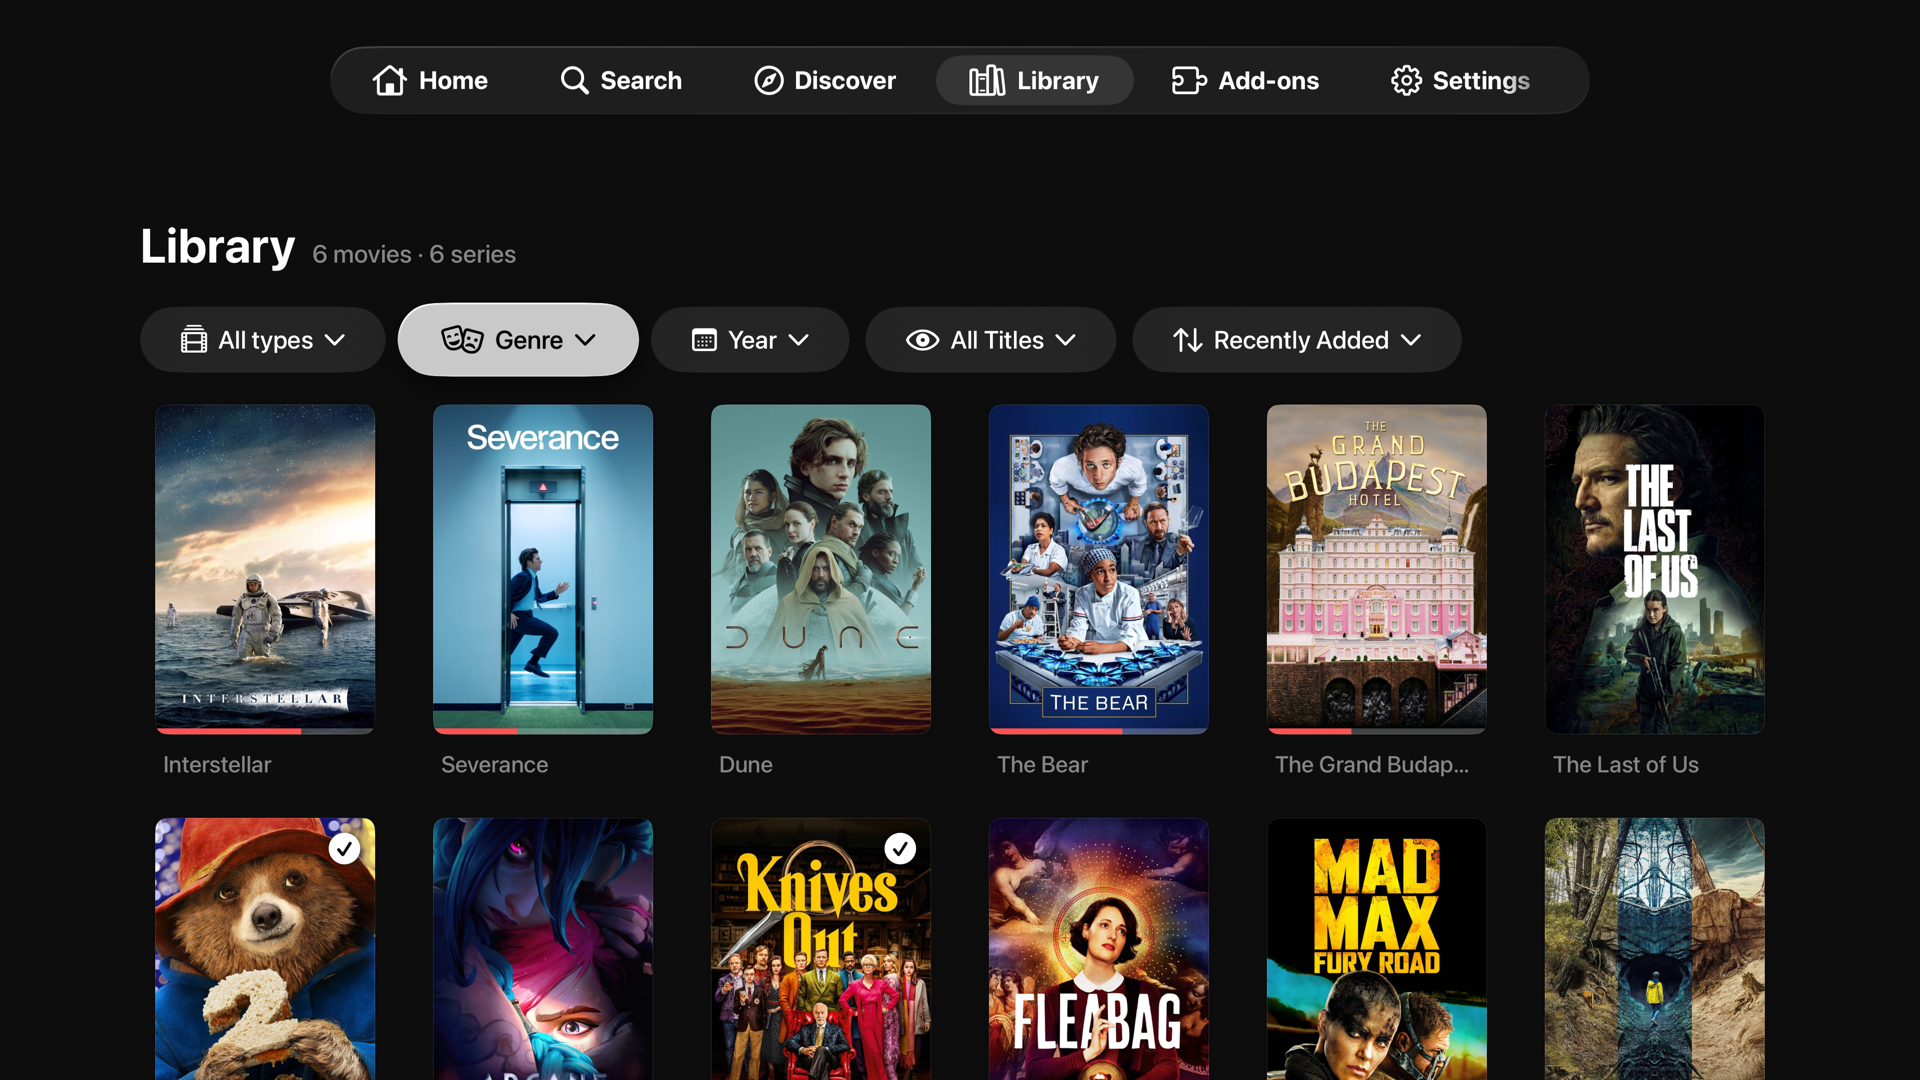 Home
Search
Discover
Library
Add-ons
Settings
Library
6 movies · 6 series
All types
Genre
Year
All Titles
Recently Added
INTERSTELLAR
Severance
DUNE
THE BEAR
THE
GRAND
BUDAPEST
HOTEL
THE
LAST
OF US
Interstellar
Severance
Dune
The Bear
The Grand Budap...
The Last of Us
2
ARCANE
Knives
Out
FLEABAG
MAD
MAX
FURY ROAD